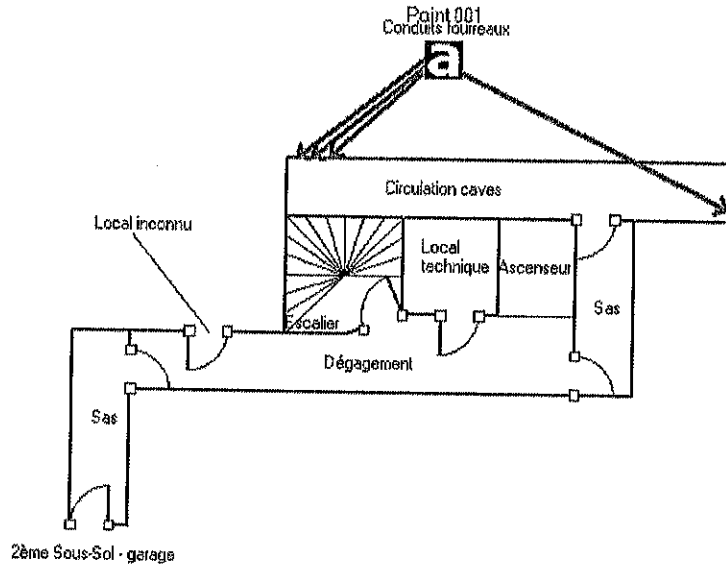 Point 001
Conduits fourreaux
a
Circulation caves
Local inconnu
Local
technique
Ascenseur
Sas
Escalier
Dégagement
Sas
2ème Sous-Sol - garage